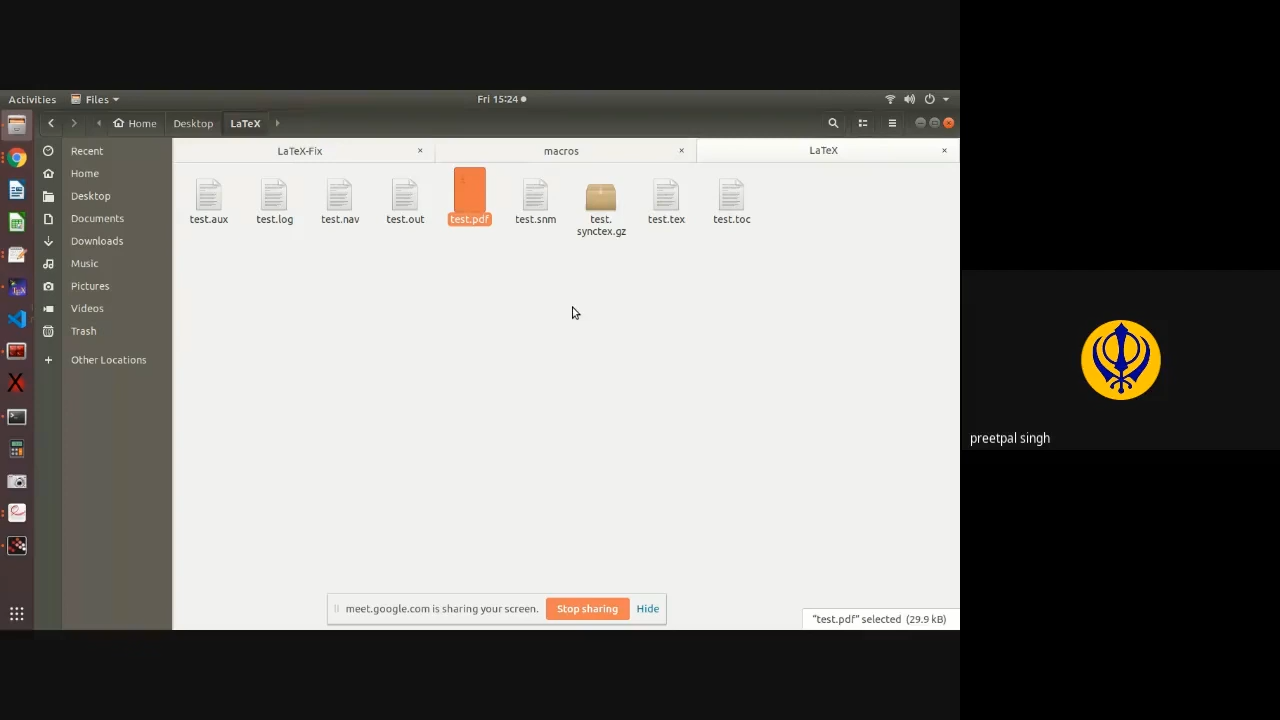 Activities Files Fri 15:24
Home Desktop LaTeX
LaTeX-Fix macros LaTeX
Recent
Home
Desktop
Documents
Downloads
Music
Pictures
Videos
Trash
Other Locations
test.aux test.log test.nav test.out test.pdf test.snm test.synctex.gz test.tex test.toc
preetpal singh
meet.google.com is sharing your screen. Stop sharing Hide
"test.pdf" selected (29.9 kB)